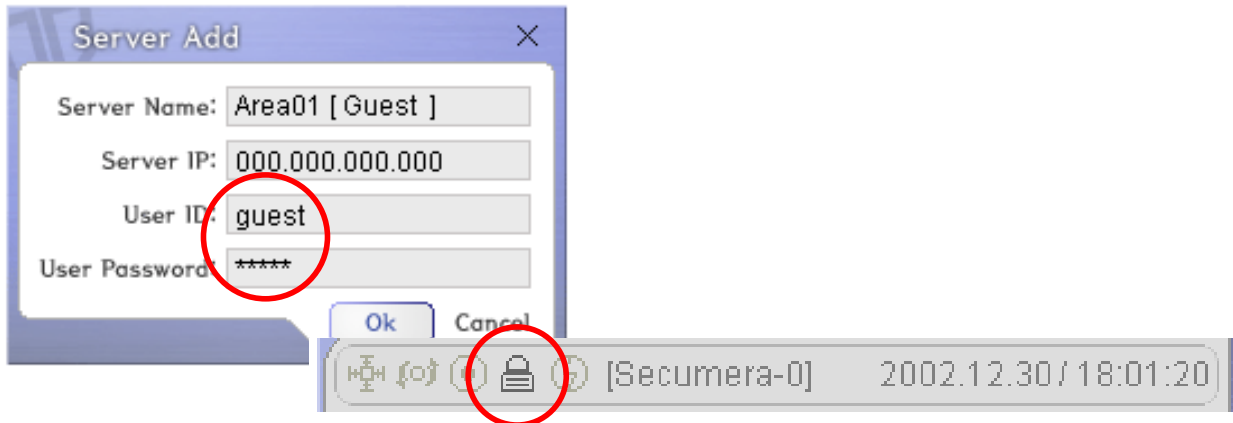 Server Add
Server Name: Area01 [ Guest ]
Server IP: 000.000.000.000
User ID: guest
User Password: *****
Ok Cancel
[Secumera-0] 2002.12.30 / 18:01:20